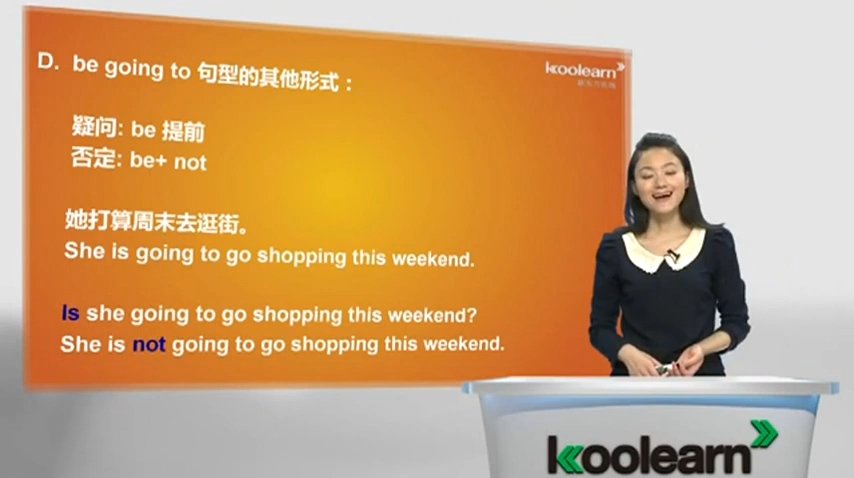 D. be going to 句型的其他形式：
koolearn
疑问: be 提前
否定: be+ not
她打算周末去逛街。
She is going to go shopping this weekend.
Is she going to go shopping this weekend?
She is not going to go shopping this weekend.
koolearn